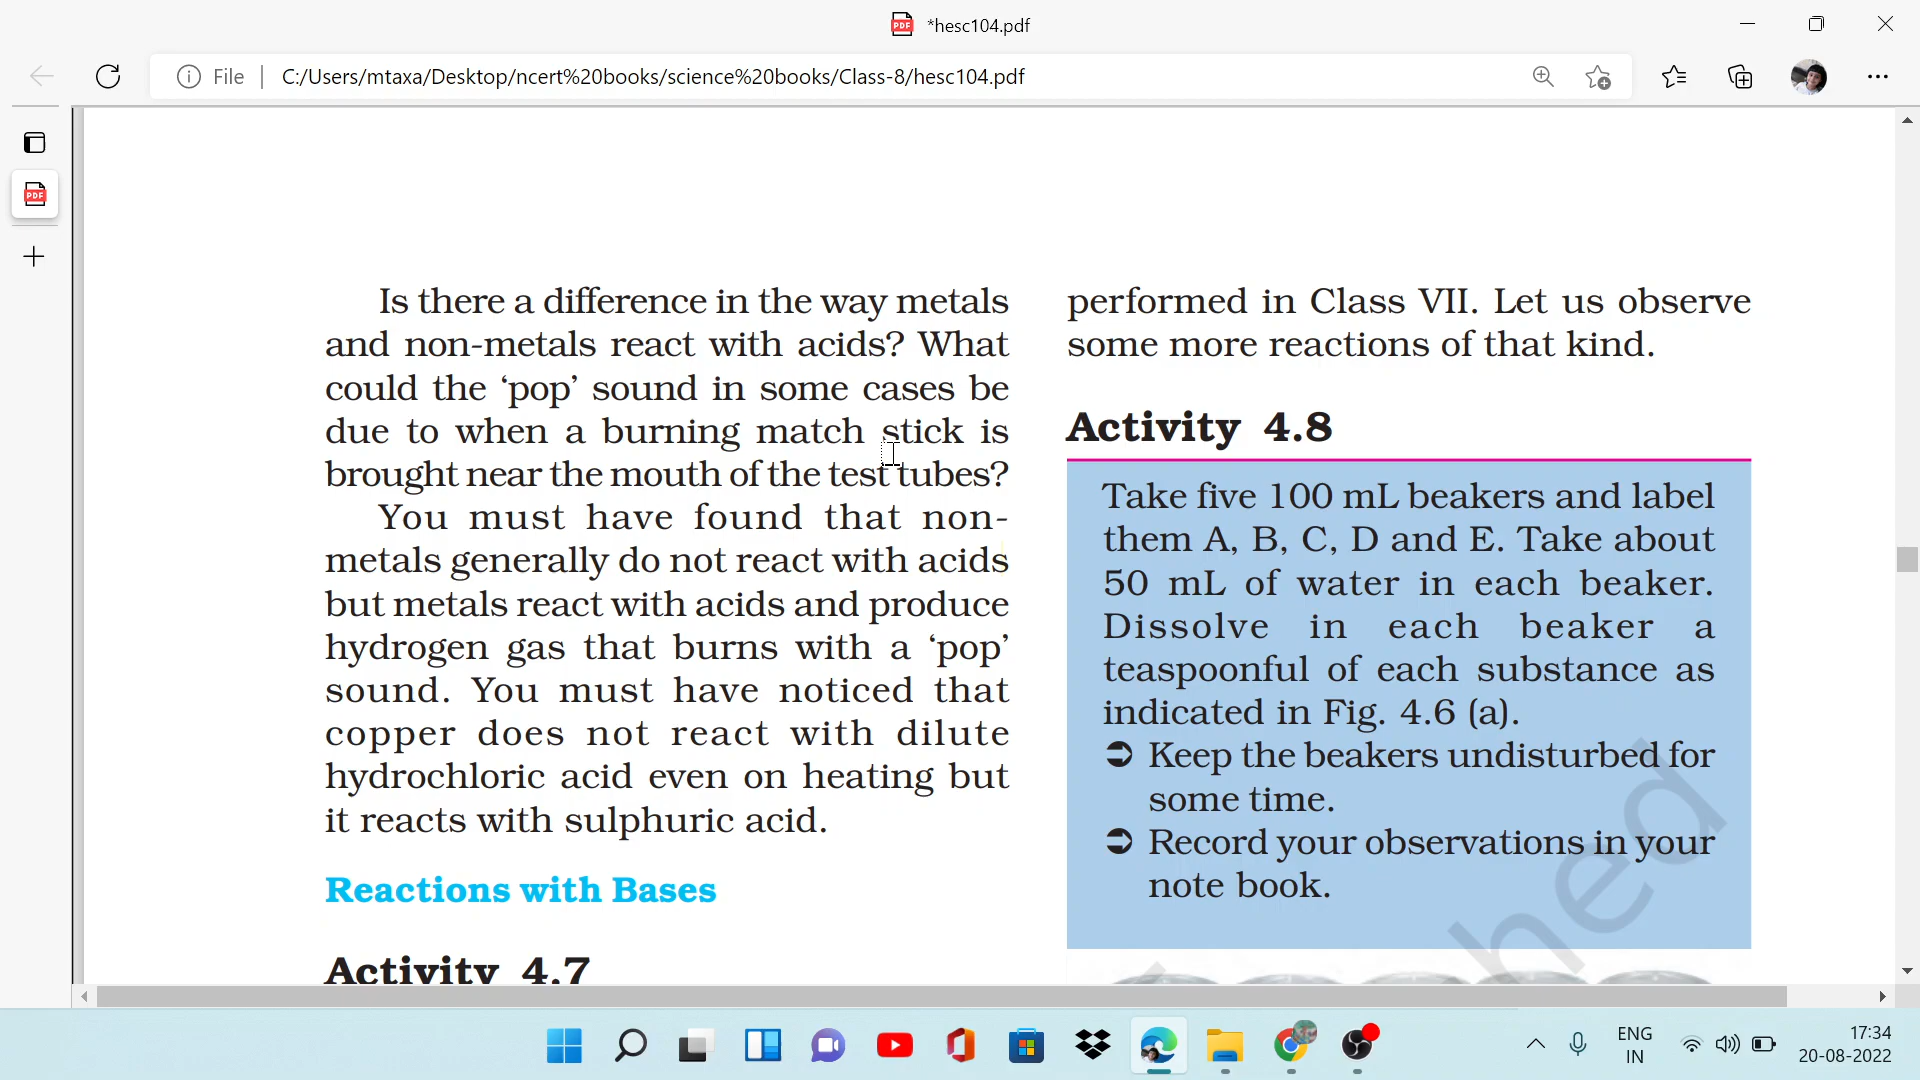 *hesc104.pdf
File
C:/Users/mtaxa/Desktop/ncert%20books/science%20books/Class-8/hesc104.pdf
Is there a difference in the way metals
and non-metals react with acids? What
could the ‘pop’ sound in some cases be
due to when a burning match stick is
brought near the mouth of the test tubes?
You must have found that non-
metals generally do not react with acids
but metals react with acids and produce
hydrogen gas that burns with a ‘pop’
sound. You must have noticed that
copper does not react with dilute
hydrochloric acid even on heating but
it reacts with sulphuric acid.
Reactions with Bases
Activity 4.7
performed in Class VII. Let us observe
some more reactions of that kind.
Activity 4.8
Take five 100 mL beakers and label
them A, B, C, D and E. Take about
50 mL of water in each beaker.
Dissolve in each beaker a
teaspoonful of each substance as
indicated in Fig. 4.6 (a).
➲ Keep the beakers undisturbed for
some time.
➲ Record your observations in your
note book.
hed
ENG
IN
17:34
20-08-2022